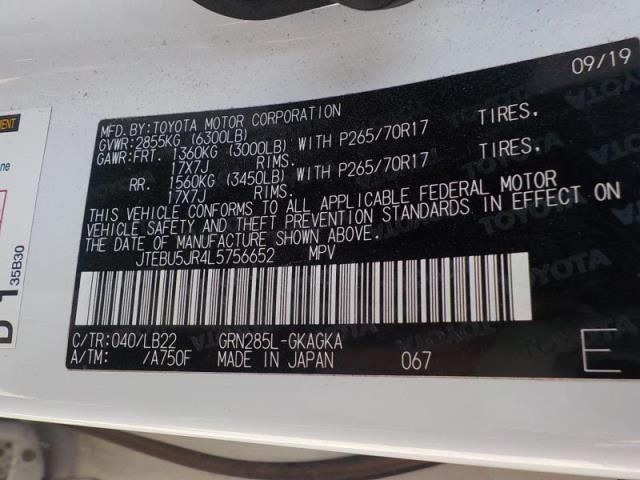 09/19
MFD.BY:TOYOTA MOTOR CORPORATION
GVWR:2855KG (6300LB)
GAWR:FRT. 1360KG (3000LB) WITH P265/70R17 TIRES.
17X7J RIMS.
RR. 1560KG (3450LB) WITH P265/70R17 TIRES.
17X7J RIMS.
THIS VEHICLE CONFORMS TO ALL APPLICABLE FEDERAL MOTOR
VEHICLE SAFETY AND THEFT PREVENTION STANDARDS IN EFFECT ON
THE DATE OF MANUFACTURE SHOWN ABOVE.
JTEBU5JR4L5756652 MPV
C/TR:040/LB22 GRN285L-GKAGKA
A/TM: /A750F MADE IN JAPAN 067
E
35B30